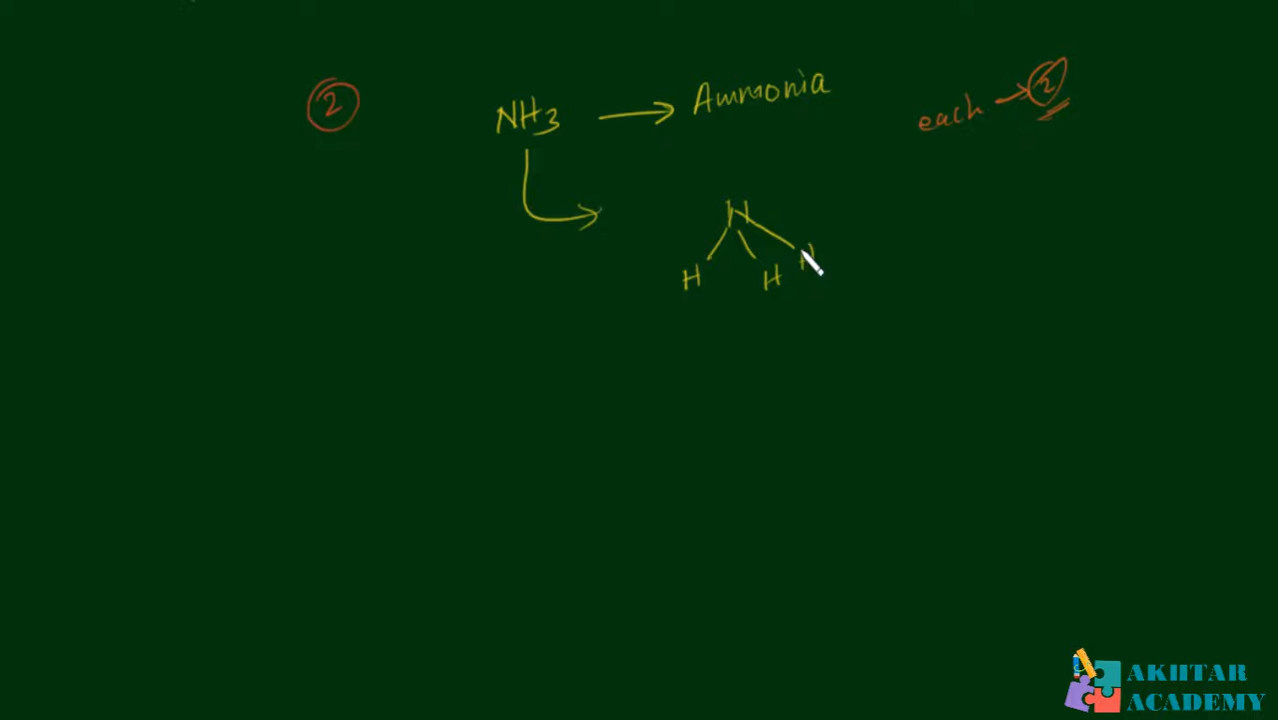 2 NH3 → Ammonia each → 2
N
H H H
AKHTAR
ACADEMY